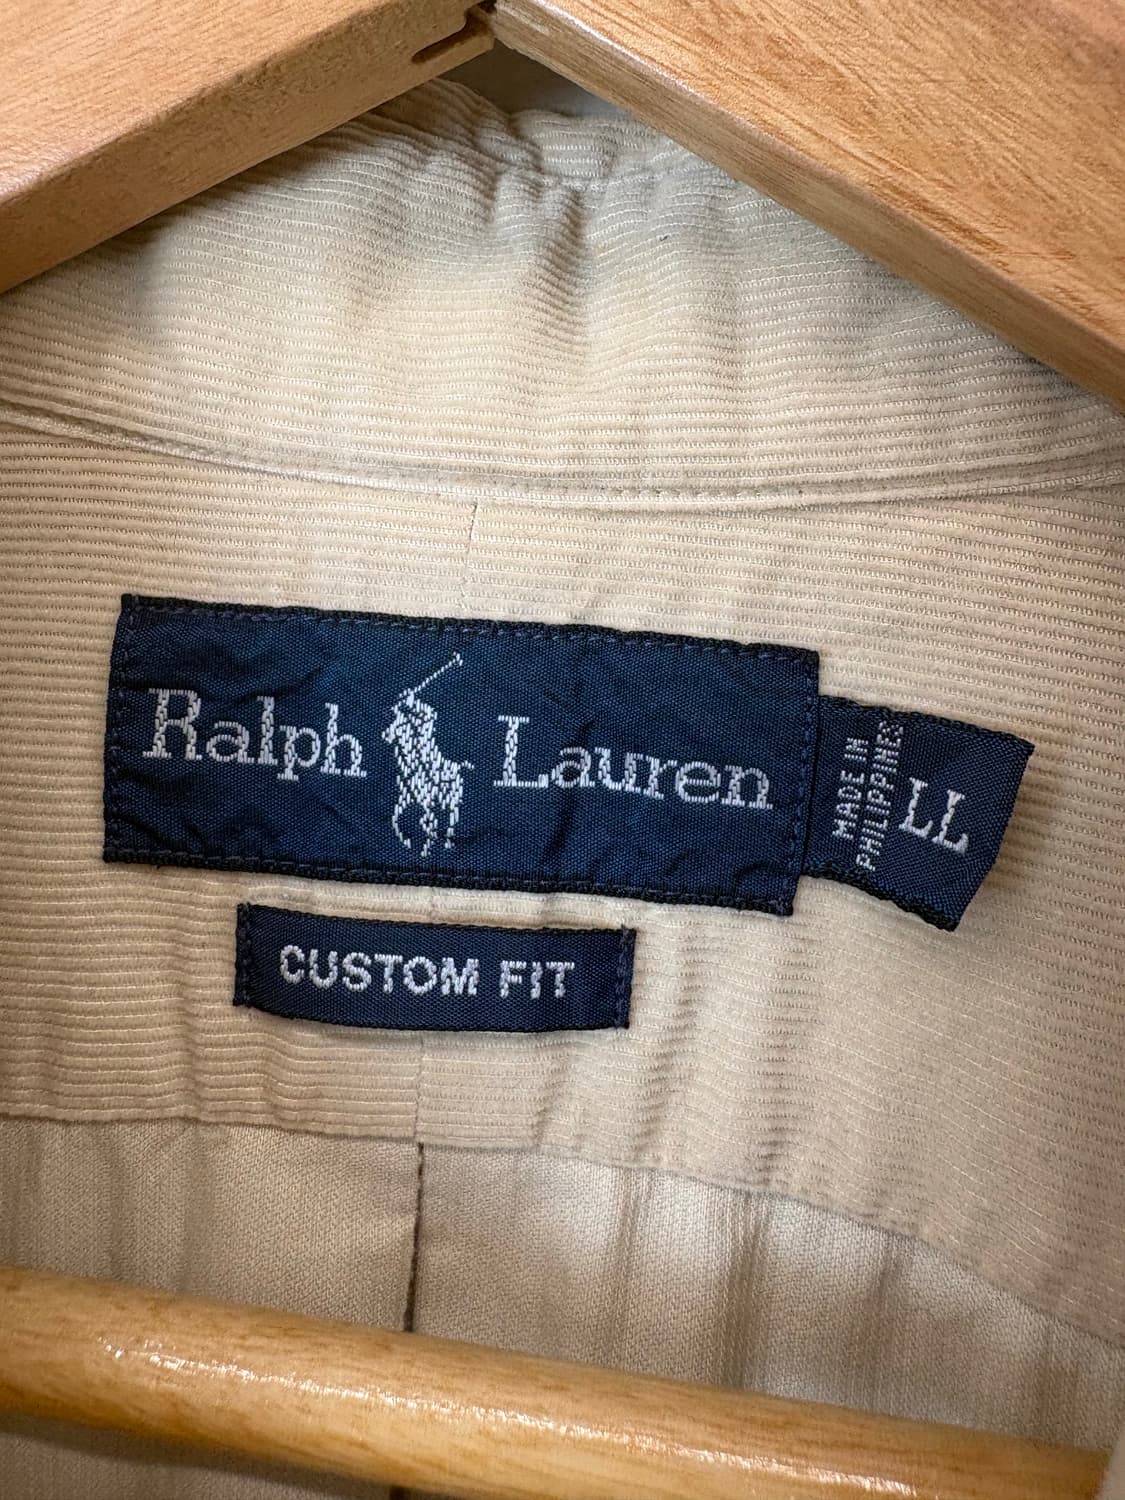 Ralph Lauren
MADE IN
PHILIPPINES
LL
CUSTOM FIT